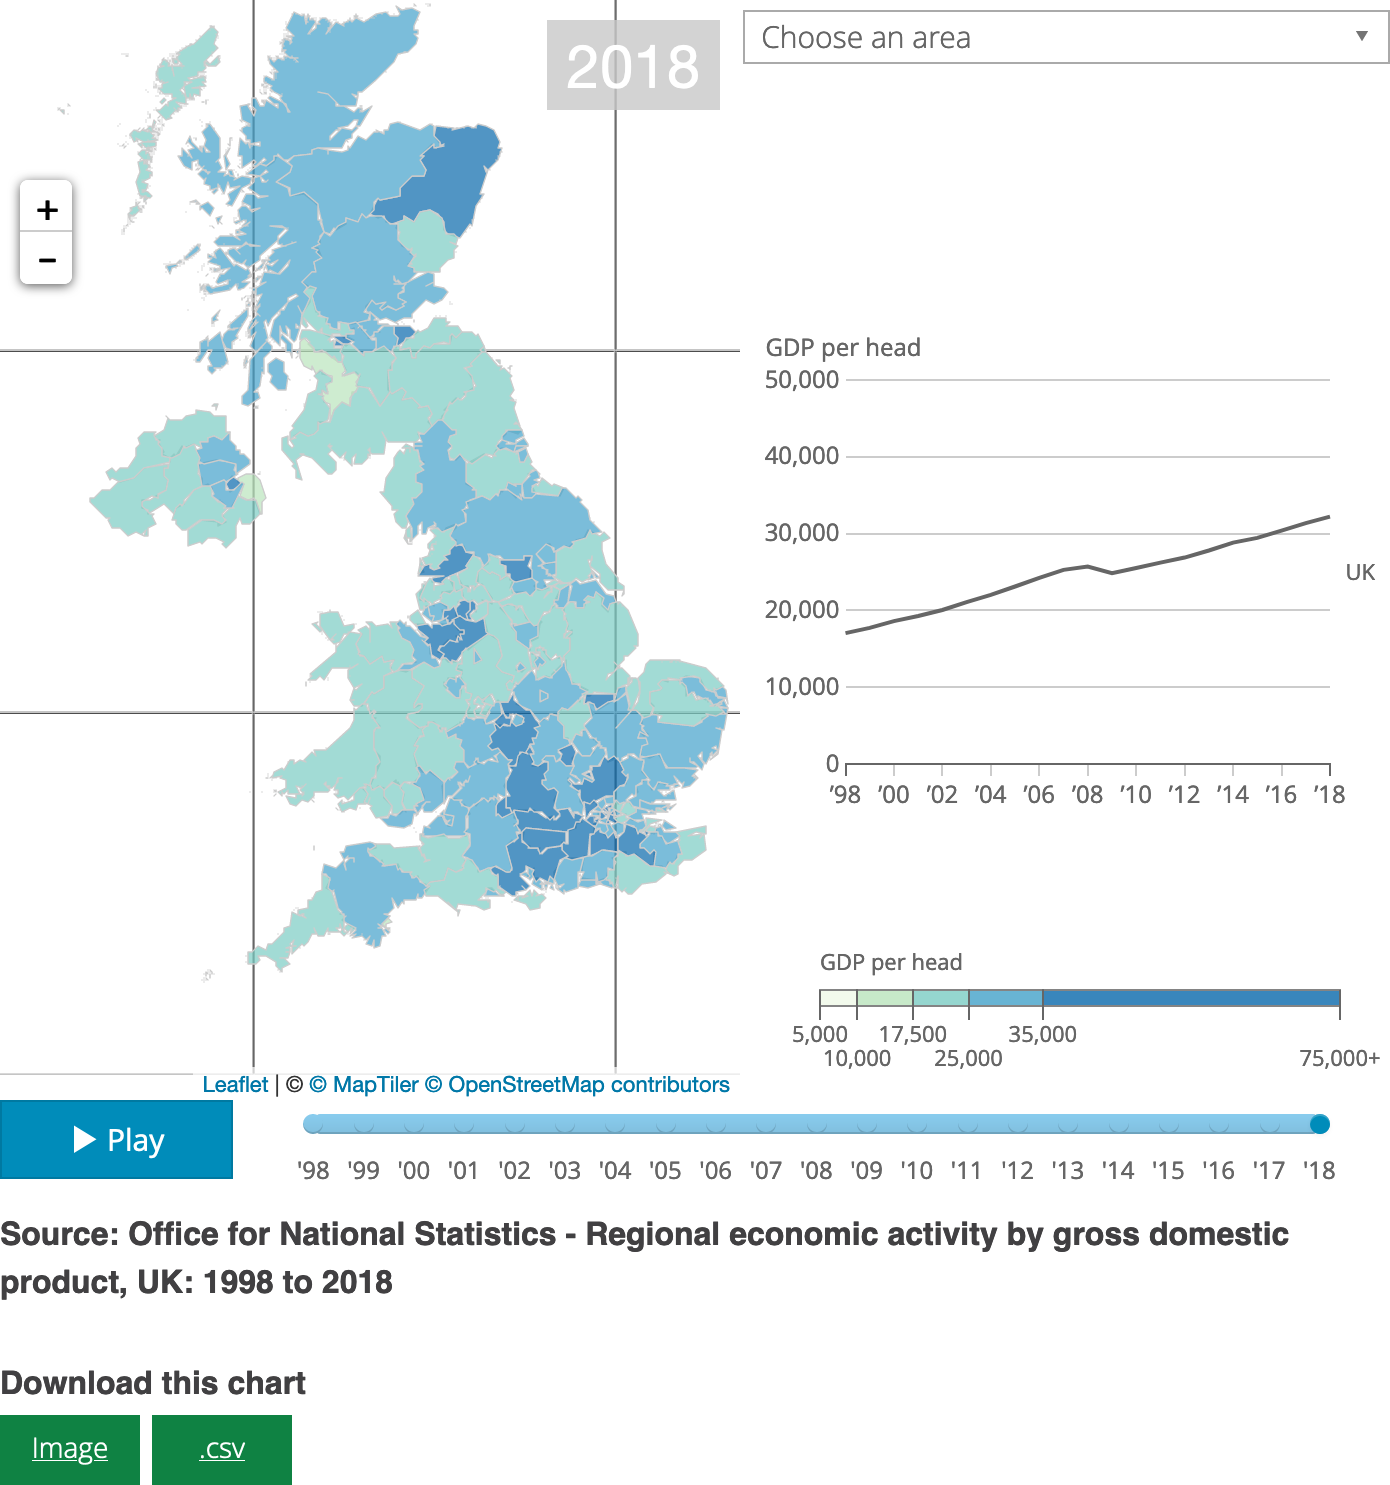 2018
Choose an area
+
−
GDP per head
50,000
40,000
30,000
20,000
10,000
0
UK
'98 '00 '02 '04 '06 '08 '10 '12 '14 '16 '18
GDP per head
5,000 17,500 35,000
10,000 25,000 75,000+
Leaflet | © © MapTiler © OpenStreetMap contributors
Play
'98 '99 '00 '01 '02 '03 '04 '05 '06 '07 '08 '09 '10 '11 '12 '13 '14 '15 '16 '17 '18
Source: Office for National Statistics - Regional economic activity by gross domestic
product, UK: 1998 to 2018
Download this chart
Image .csv